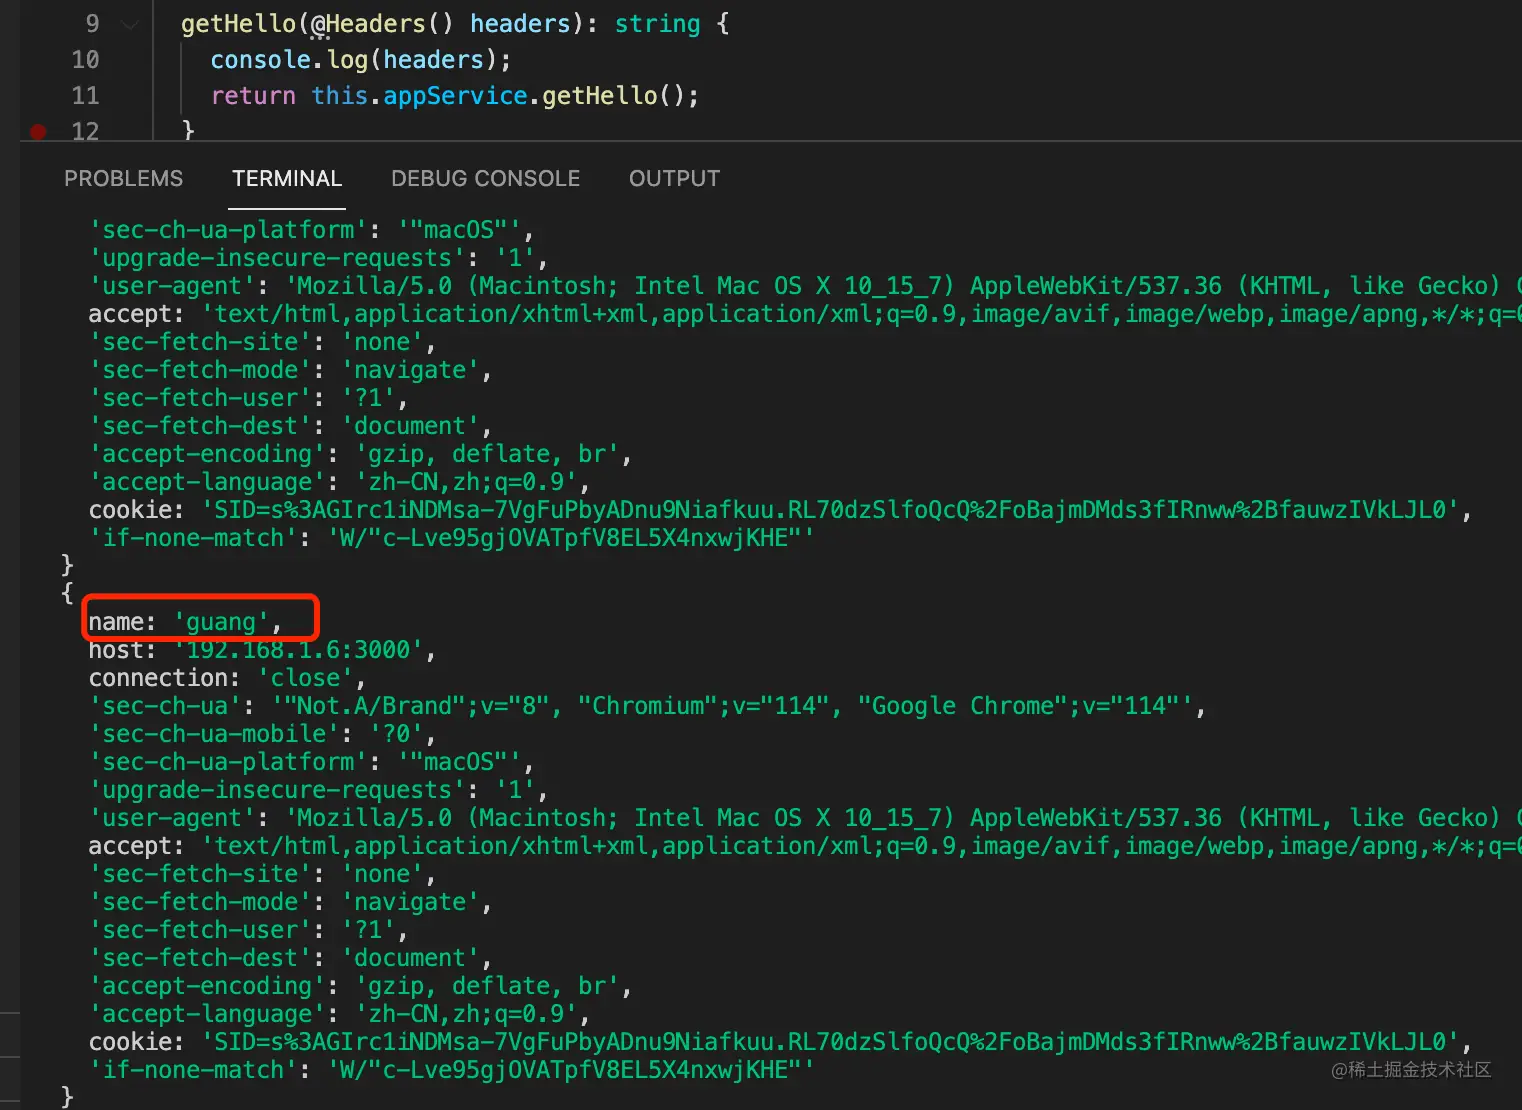 9 getHello(@Headers() headers): string {
10 console.log(headers);
11 return this.appService.getHello();
12 }
PROBLEMS TERMINAL DEBUG CONSOLE OUTPUT
'sec-ch-ua-platform': '"macOS"',
'upgrade-insecure-requests': '1',
'user-agent': 'Mozilla/5.0 (Macintosh; Intel Mac OS X 10_15_7) AppleWebKit/537.36 (KHTML, like Gecko) C
accept: 'text/html,application/xhtml+xml,application/xml;q=0.9,image/avif,image/webp,image/apng,*/*;q=0
'sec-fetch-site': 'none',
'sec-fetch-mode': 'navigate',
'sec-fetch-user': '?1',
'sec-fetch-dest': 'document',
'accept-encoding': 'gzip, deflate, br',
'accept-language': 'zh-CN,zh;q=0.9',
cookie: 'SID=s%3AGIrc1iNDMsa-7VgFuPbyADnu9Niafkuu.RL70dzSlfoQcQ%2FoBajmDMds3fIRnww%2BfauwzIVkLJL0',
'if-none-match': 'W/"c-Lve95gjOVATpfV8EL5X4nxwjKHE"'
}
{
name: 'guang',
host: '192.168.1.6:3000',
connection: 'close',
'sec-ch-ua': '"Not.A/Brand";v="8", "Chromium";v="114", "Google Chrome";v="114"',
'sec-ch-ua-mobile': '?0',
'sec-ch-ua-platform': '"macOS"',
'upgrade-insecure-requests': '1',
'user-agent': 'Mozilla/5.0 (Macintosh; Intel Mac OS X 10_15_7) AppleWebKit/537.36 (KHTML, like Gecko) C
accept: 'text/html,application/xhtml+xml,application/xml;q=0.9,image/avif,image/webp,image/apng,*/*;q=0
'sec-fetch-site': 'none',
'sec-fetch-mode': 'navigate',
'sec-fetch-user': '?1',
'sec-fetch-dest': 'document',
'accept-encoding': 'gzip, deflate, br',
'accept-language': 'zh-CN,zh;q=0.9',
cookie: 'SID=s%3AGIrc1iNDMsa-7VgFuPbyADnu9Niafkuu.RL70dzSlfoQcQ%2FoBajmDMds3fIRnww%2BfauwzIVkLJL0',
'if-none-match': 'W/"c-Lve95gjOVATpfV8EL5X4nxwjKHE"'
}
@稀土掘金技术社区